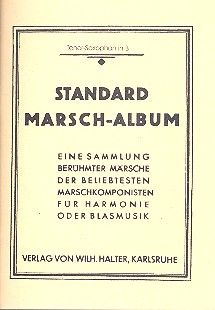 Tenor-Saxophon in B
STANDARD
MARSCH-ALBUM
EINE SAMMLUNG
BERÜHMTER MÄRSCHE
DER BELIEBTESTEN
MARSCHKOMPONISTEN
FÜR HARMONIE
ODER BLASMUSIK
VERLAG VON WILH. HALTER, KARLSRUHE